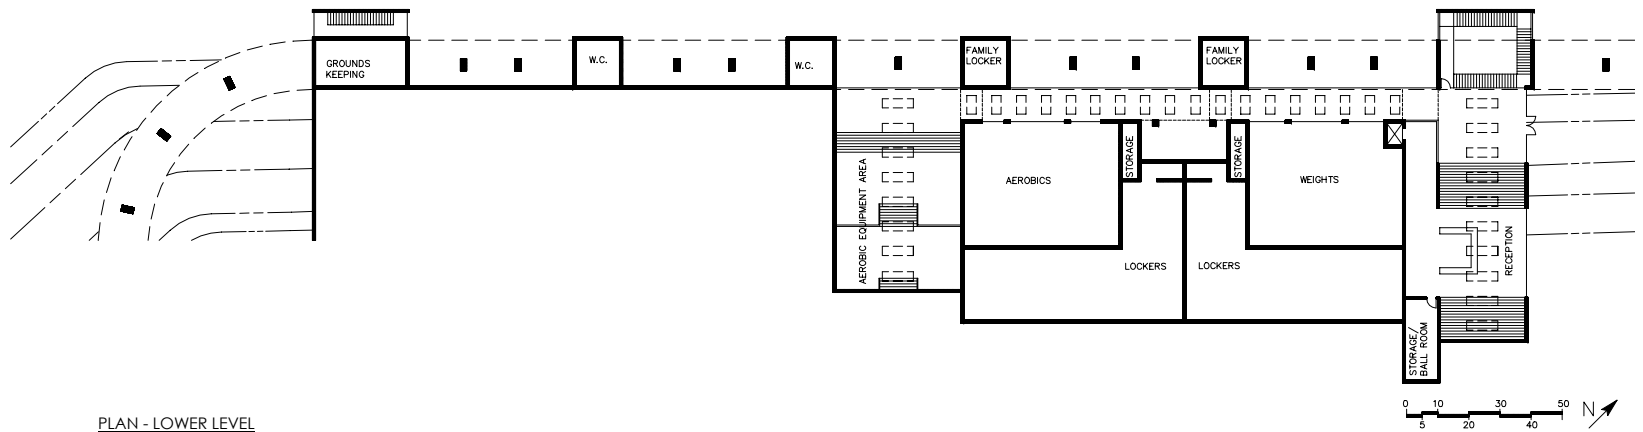 GROUNDS
KEEPING
W.C.
W.C.
FAMILY
LOCKER
FAMILY
LOCKER
AEROBIC EQUIPMENT AREA
AEROBICS
STORAGE
STORAGE
WEIGHTS
LOCKERS
LOCKERS
RECEPTION
STORAGE/
BALL ROOM
PLAN - LOWER LEVEL
0 10 30 50
5 20 40
N